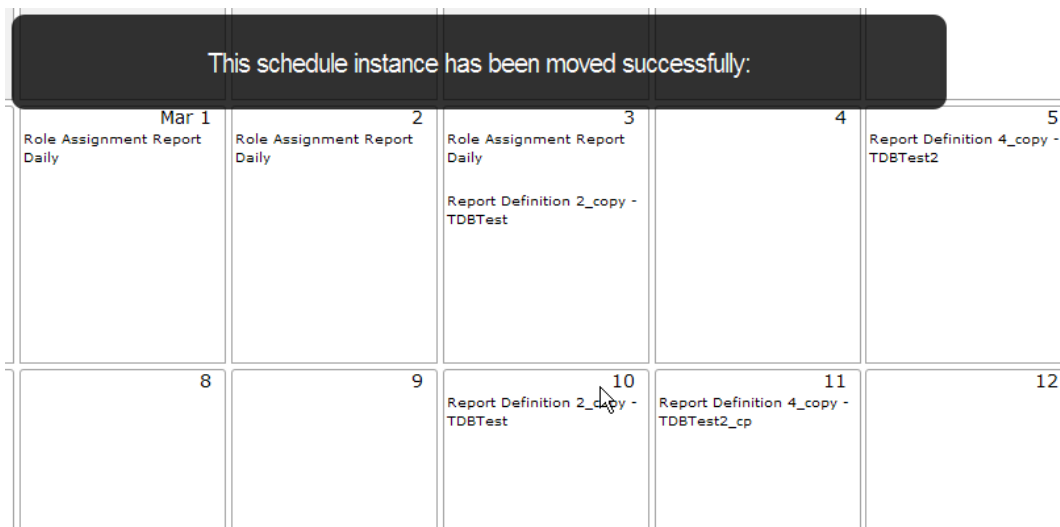 This schedule instance has been moved successfully:
Mar 1
Role Assignment Report
Daily
2
Role Assignment Report
Daily
3
Role Assignment Report
Daily
Report Definition 2_copy -
TDBTest
4
5
Report Definition 4_copy -
TDBTest2
8
9
10
Report Definition 2_copy -
TDBTest
11
Report Definition 4_copy -
TDBTest2_cp
12